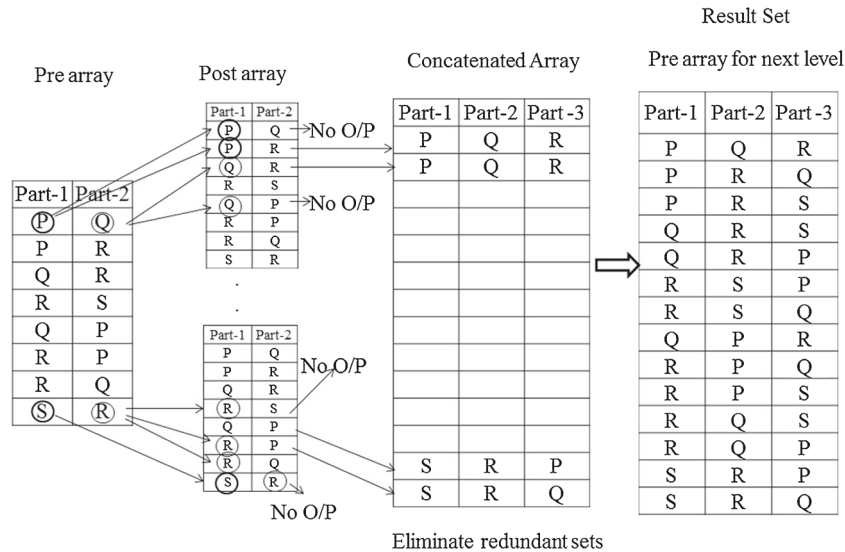 Result Set
Pre array
Post array
Concatenated Array
Pre array for next level
Part-1 Part-2
P Q
P R
Q R
R S
Q P
R P
R Q
S R
Part-1 Part-2
P Q
P R
Q R
R S
Q P
R P
R Q
S R
No O/P
No O/P
.
.
Part-1 Part-2
P Q
P R
Q R
R S
Q P
R P
R Q
S R
No O/P
No O/P
Part-1 Part-2 Part-3
P Q R
P Q R
S R P
S R Q
Eliminate redundant sets
Part-1 Part-2 Part-3
P Q R
P R Q
P R S
Q R S
Q R P
R S P
R S Q
Q P R
R P Q
R P S
R Q S
R Q P
S R P
S R Q